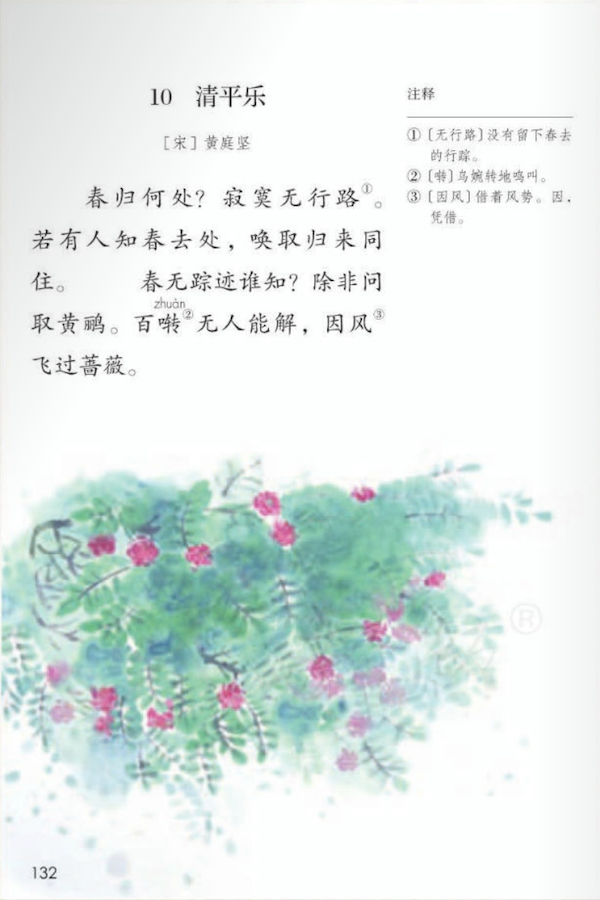 10 清平乐
［宋］黄庭坚
春归何处？寂寞无行路①。
若有人知春去处，唤取归来同
住。 春无踪迹谁知？除非问
zhuàn
取黄鹂。百啭②无人能解，因风③
飞过蔷薇。
注释
①〔无行路〕没有留下春去
的行踪。
②〔啭〕鸟婉转地鸣叫。
③〔因风〕借着风势。因，
凭借。
®
132